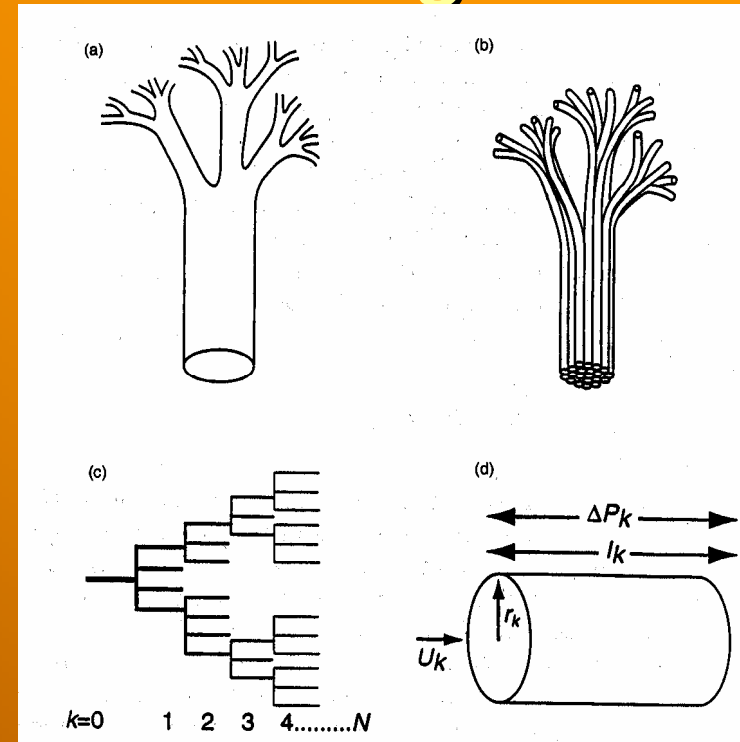 (a)
(b)
(c)
k=0 1 2 3 4.........N
(d)
ΔPk
lk
rk
Uk